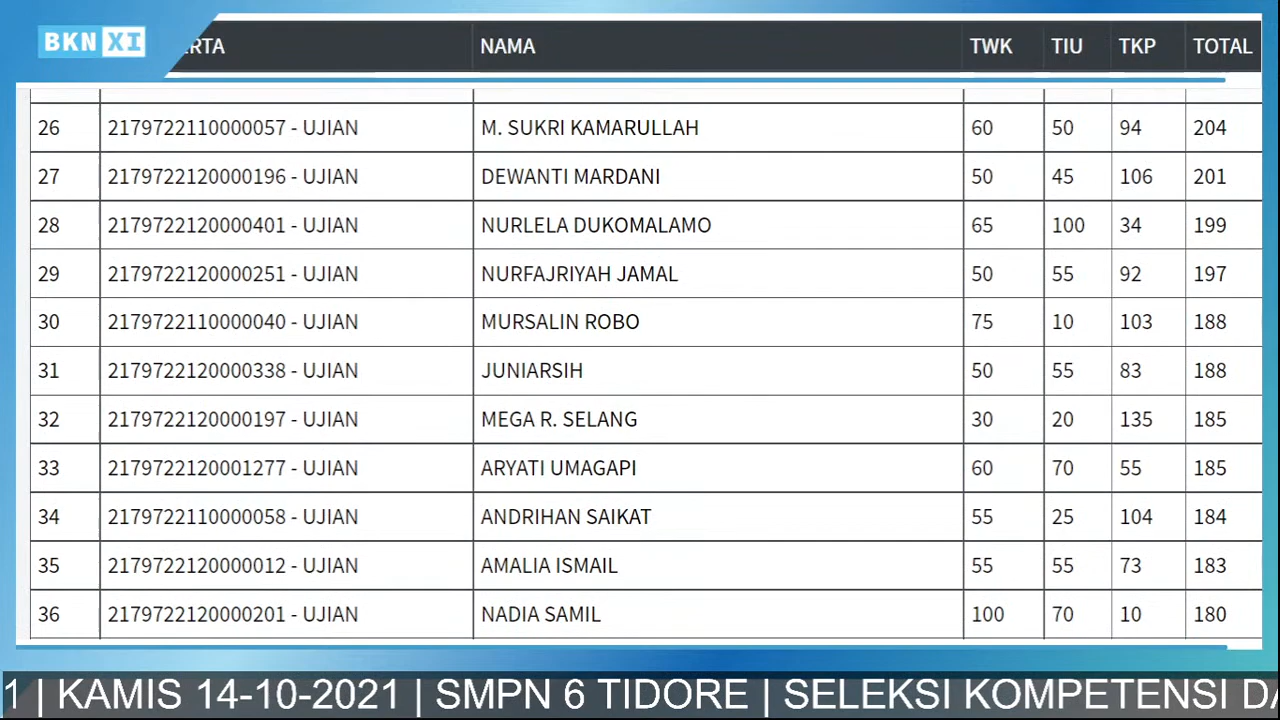 BKN XI
NAMA TWK TIU TKP TOTAL
26 2179722110000057 - UJIAN M. SUKRI KAMARULLAH 60 50 94 204
27 2179722120000196 - UJIAN DEWANTI MARDANI 50 45 106 201
28 2179722120000401 - UJIAN NURLELA DUKOMALAMO 65 100 34 199
29 2179722120000251 - UJIAN NURFAJRIYAH JAMAL 50 55 92 197
30 2179722110000040 - UJIAN MURSALIN ROBO 75 10 103 188
31 2179722120000338 - UJIAN JUNIARSIH 50 55 83 188
32 2179722120000197 - UJIAN MEGA R. SELANG 30 20 135 185
33 2179722120001277 - UJIAN ARYATI UMAGAPI 60 70 55 185
34 2179722110000058 - UJIAN ANDRIHAN SAIKAT 55 25 104 184
35 2179722120000012 - UJIAN AMALIA ISMAIL 55 55 73 183
36 2179722120000201 - UJIAN NADIA SAMIL 100 70 10 180
1 | KAMIS 14-10-2021 | SMPN 6 TIDORE | SELEKSI KOMPETENSI